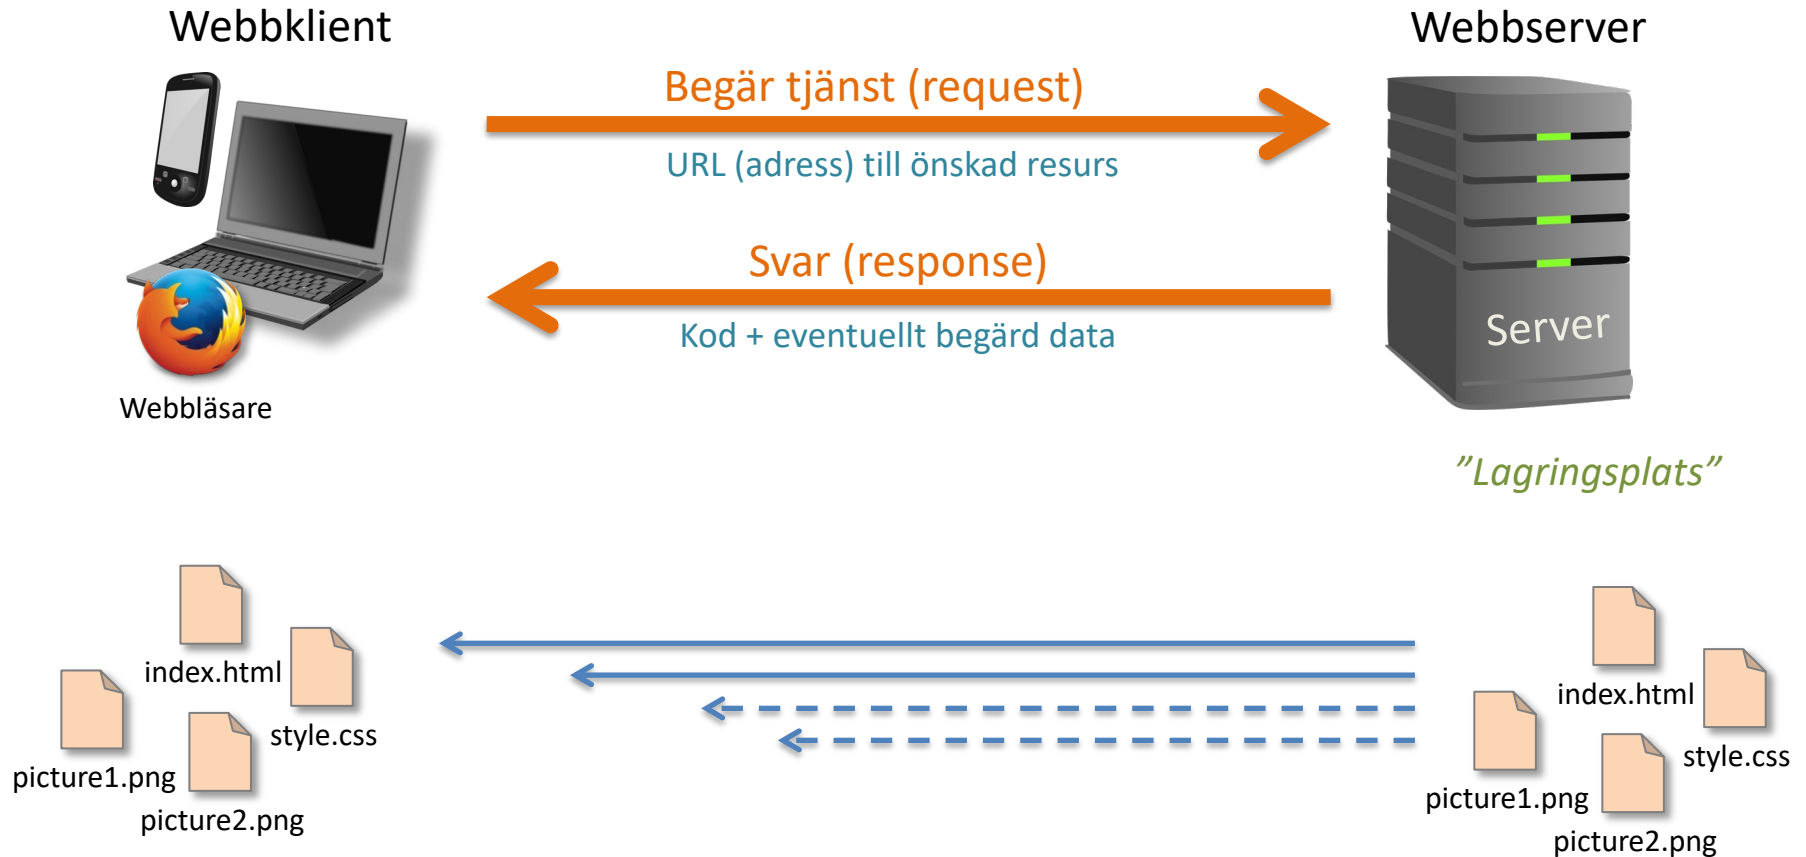 Webbklient
Webbserver
Begär tjänst (request)
URL (adress) till önskad resurs
Svar (response)
Kod + eventuellt begärd data
Server
Webbläsare
”Lagringsplats”
index.html
style.css
picture1.png
picture2.png
index.html
style.css
picture1.png
picture2.png